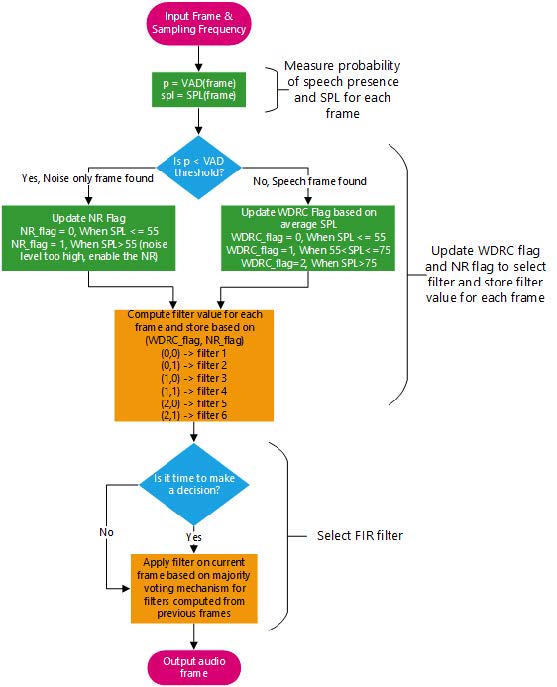 Input Frame &
Sampling Frequency
p = VAD(frame)
spl = SPL(frame)
Measure probability
of speech presence
and SPL for each
frame
Is p < VAD
threshold?
Yes, Noise only frame found
No, Speech frame found
Update NR Flag
NR_flag = 0, When SPL <= 55
NR_flag = 1, When SPL> 55 (noise
level too high, enable the NR)
Update WDRC Flag based on
average SPL
WDRC_flag = 0, When SPL <= 55
WDRC_flag =1, When 55<SPL<=75
WDRC_flag=2, When SPL>75
Update WDRC flag
and NR flag to select
filter and store filter
value for each frame
Compute filter value for each
frame and store based on
(WDRC_flag, NR_flag)
(0,0) -> filter 1
(0,1) -> filter 2
(1,0) -> filter 3
(1,1) -> filter 4
(2,0) -> filter 5
(2,1) -> filter 6
Is it time to make
a decision?
No
Yes
Select FIR filter
Apply filter on current
frame based on majority
voting mechanism for
filters computed from
previous frames
Output audio
frame